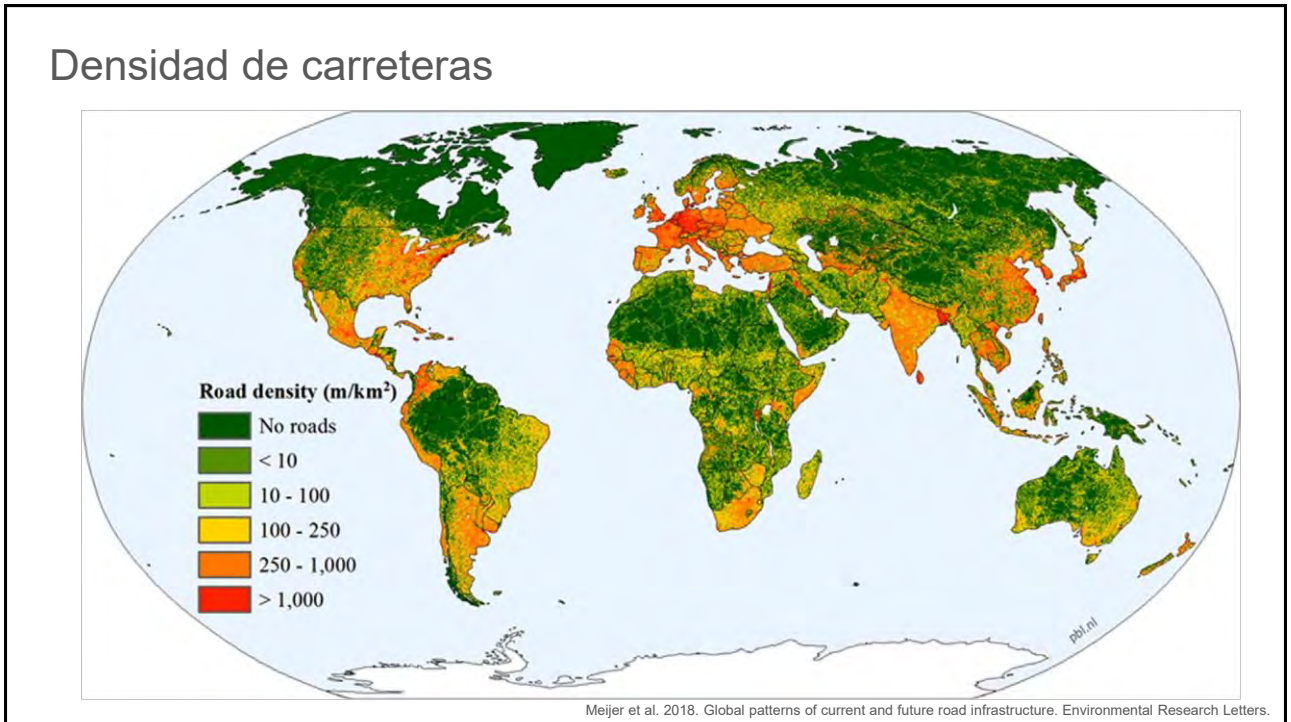 Densidad de carreteras
Road density (m/km²)
No roads
< 10
10 - 100
100 - 250
250 - 1,000
> 1,000
pbl.nl
Meijer et al. 2018. Global patterns of current and future road infrastructure. Environmental Research Letters.